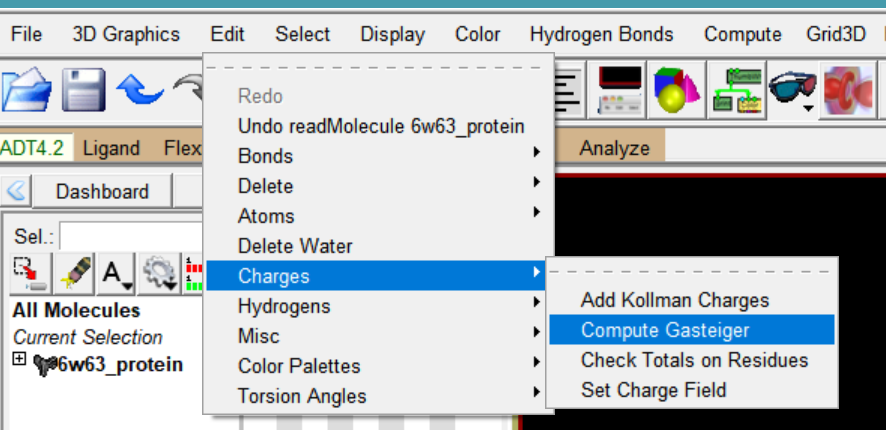 File 3D Graphics Edit Select Display Color Hydrogen Bonds Compute Grid3D
ADT4.2 Ligand Flex Analyze
Dashboard
Sel.:
All Molecules
Current Selection
6w63_protein
Redo
Undo readMolecule 6w63_protein
Bonds
Delete
Atoms
Delete Water
Charges
Hydrogens
Misc
Color Palettes
Torsion Angles
Add Kollman Charges
Compute Gasteiger
Check Totals on Residues
Set Charge Field